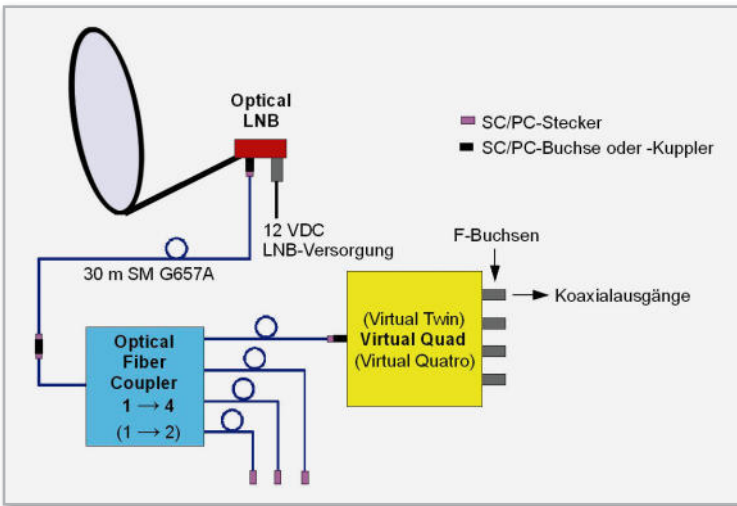 Optical
LNB
SC/PC-Stecker
SC/PC-Buchse oder -Kuppler
12 VDC
LNB-Versorgung
30 m SM G657A
F-Buchsen
Koaxialausgänge
(Virtual Twin)
Virtual Quad
(Virtual Quatro)
Optical
Fiber
Coupler
1 → 4
(1 → 2)